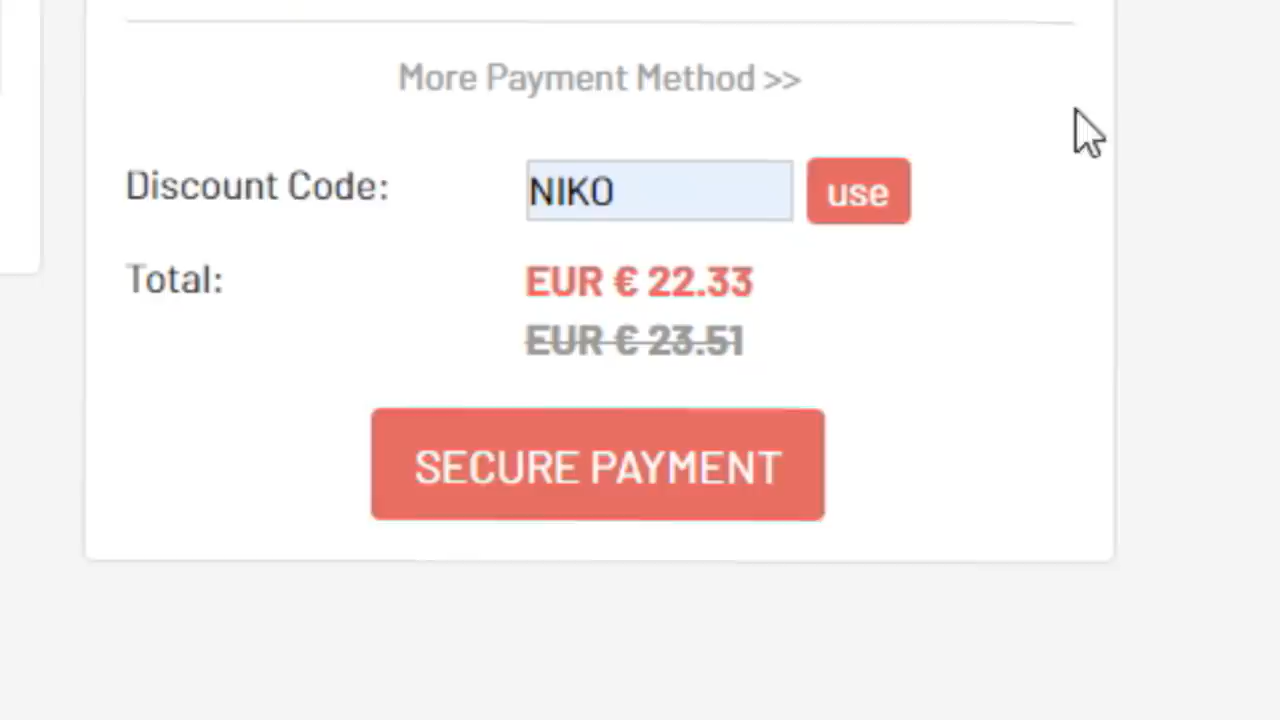 More Payment Method >>
Discount Code: NIKO use
Total: EUR € 22.33
EUR € 23.51
SECURE PAYMENT